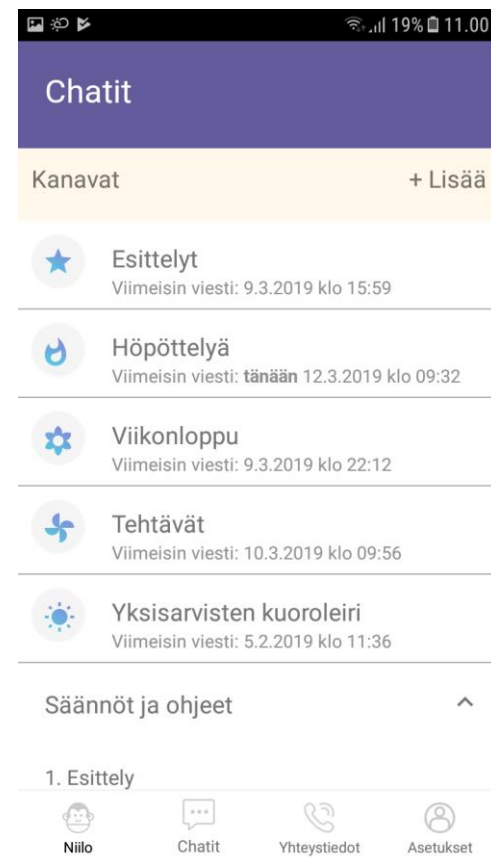 19% 11.00
Chatit
Kanavat + Lisää
Esittelyt
Viimeisin viesti: 9.3.2019 klo 15:59
Höpöttelyä
Viimeisin viesti: tänään 12.3.2019 klo 09:32
Viikonloppu
Viimeisin viesti: 9.3.2019 klo 22:12
Tehtävät
Viimeisin viesti: 10.3.2019 klo 09:56
Yksisarvisten kuoroleiri
Viimeisin viesti: 5.2.2019 klo 11:36
Säännöt ja ohjeet
1. Esittely
Niilo Chatit Yhteystiedot Asetukset